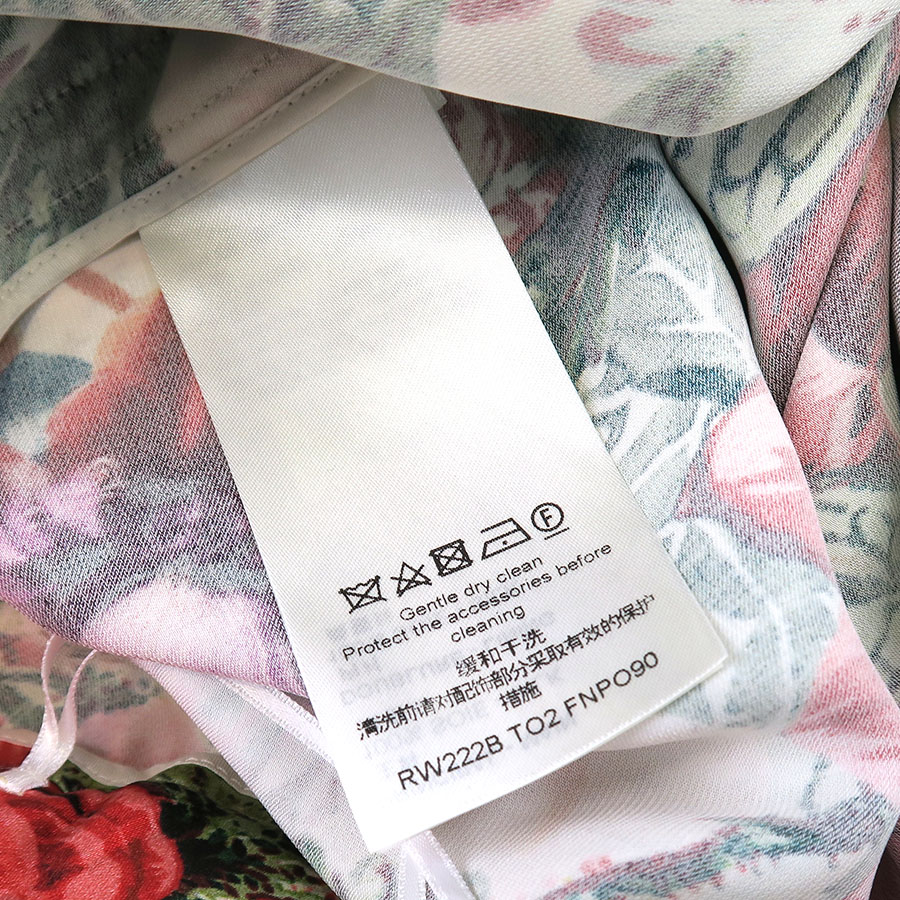 F
Gentle dry clean
Protect the accessories before
cleaning
缓和干洗
清洗前请对配饰部分采取有效的保护
措施
RW222B TO2 FNPO90